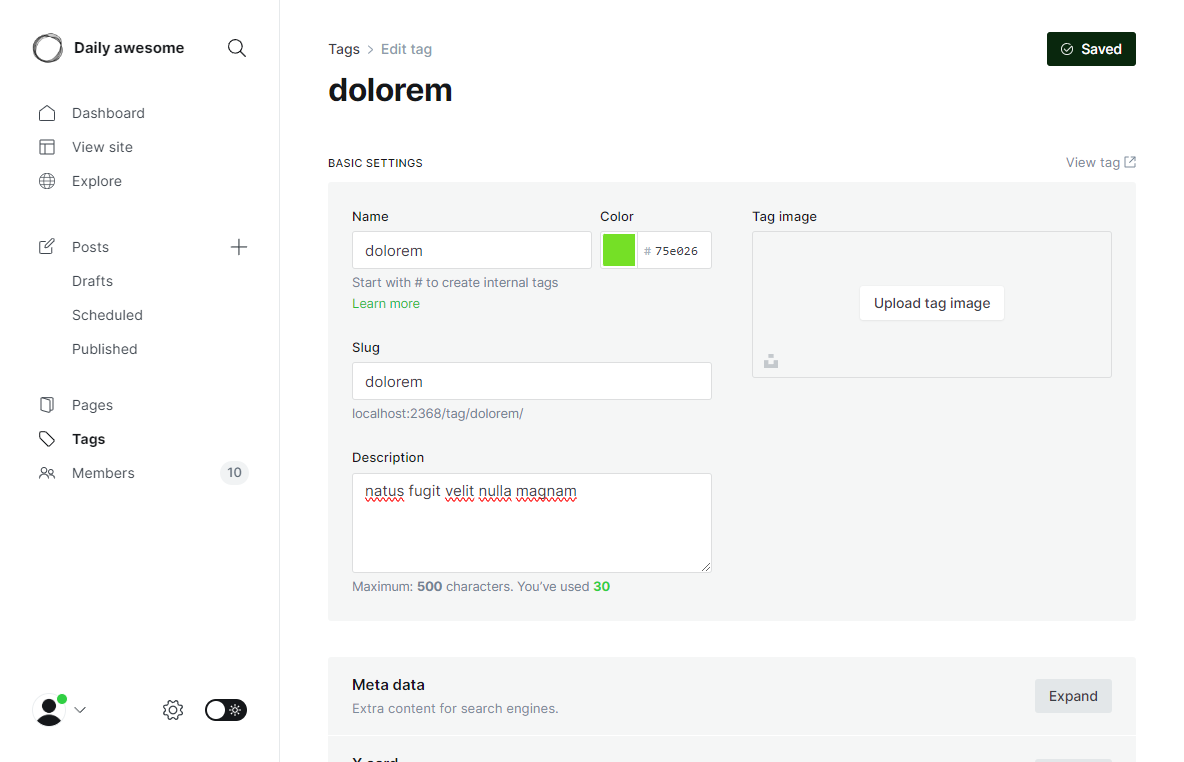 Daily awesome
Dashboard
View site
Explore
Posts
Drafts
Scheduled
Published
Pages
Tags
Members 10
Tags > Edit tag
Saved
dolorem
BASIC SETTINGS
View tag
Name
dolorem
Start with # to create internal tags
Learn more
Color
# 75e026
Slug
dolorem
localhost:2368/tag/dolorem/
Description
natus fugit velit nulla magnam
Maximum: 500 characters. You’ve used 30
Tag image
Upload tag image
Meta data
Extra content for search engines.
Expand
X card